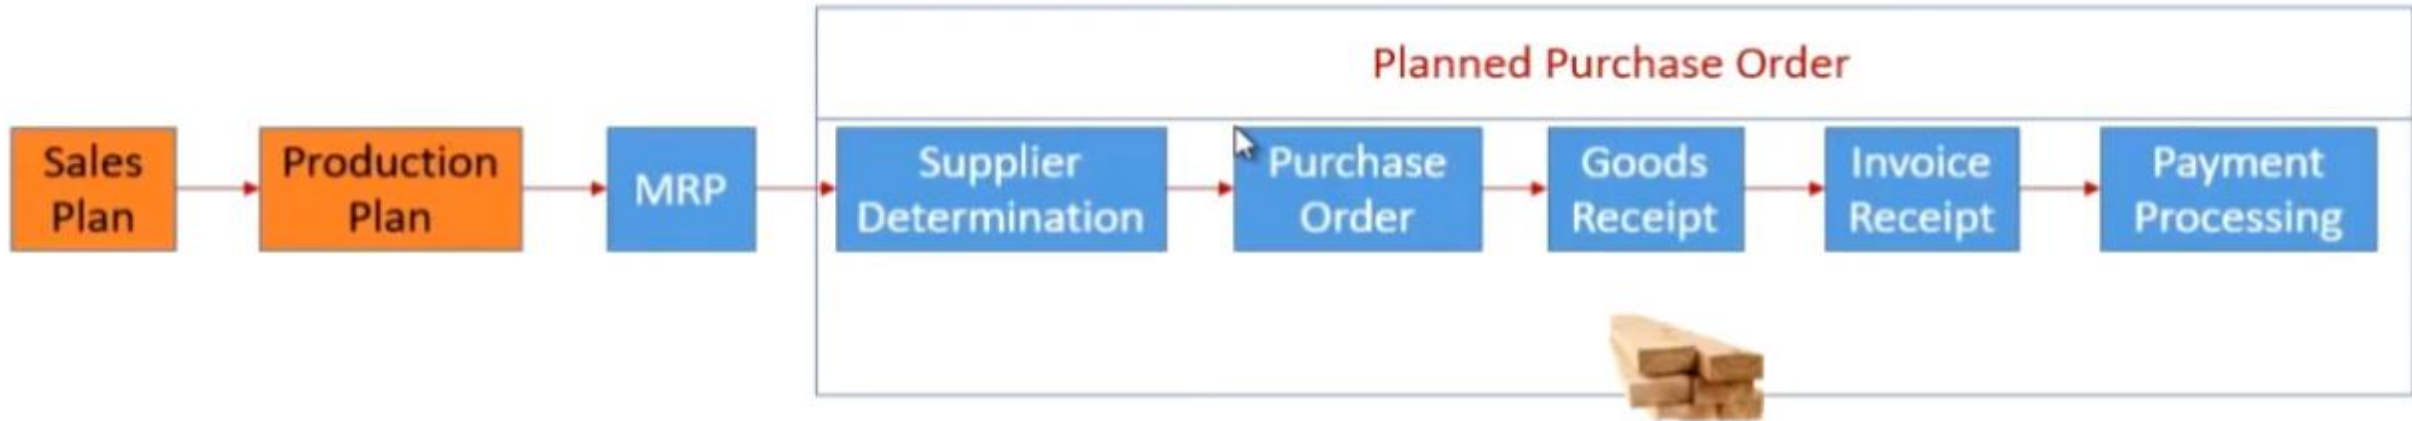 Planned Purchase Order
Sales
Plan
Production
Plan
MRP
Supplier
Determination
Purchase
Order
Goods
Receipt
Invoice
Receipt
Payment
Processing